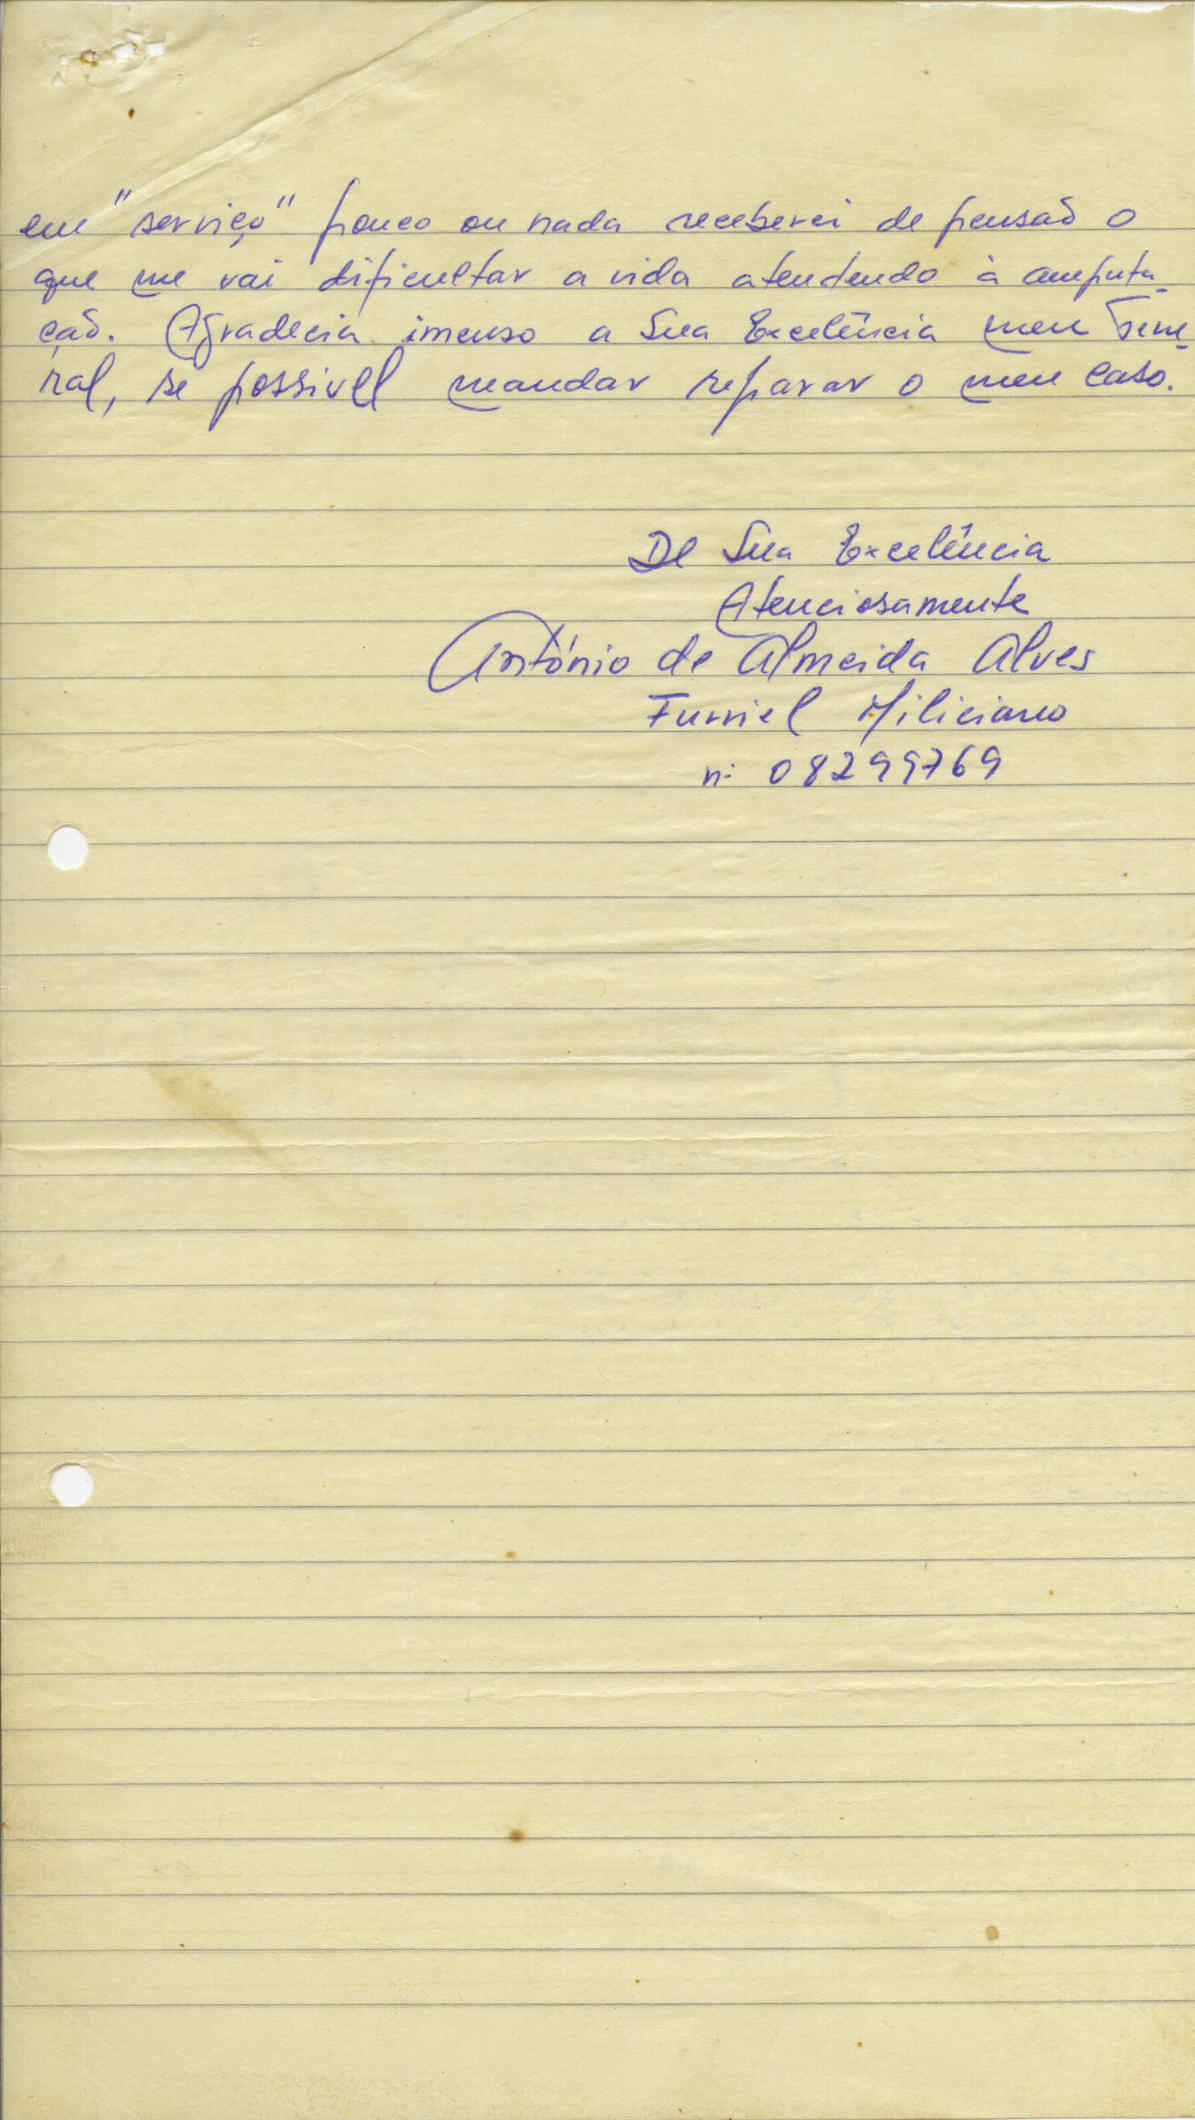 em "serviço" pouco ou nada receberei de pensão o
que me vai dificultar a vida atendendo à amputa-
ção. Agradecia imenso a Sua Excelência meu Gene-
ral, se possivel mandar reparar o meu caso.
De Sua Excelência
Atenciosamente
António de Almeida Alves
Furriel Miliciano
nº 08299769